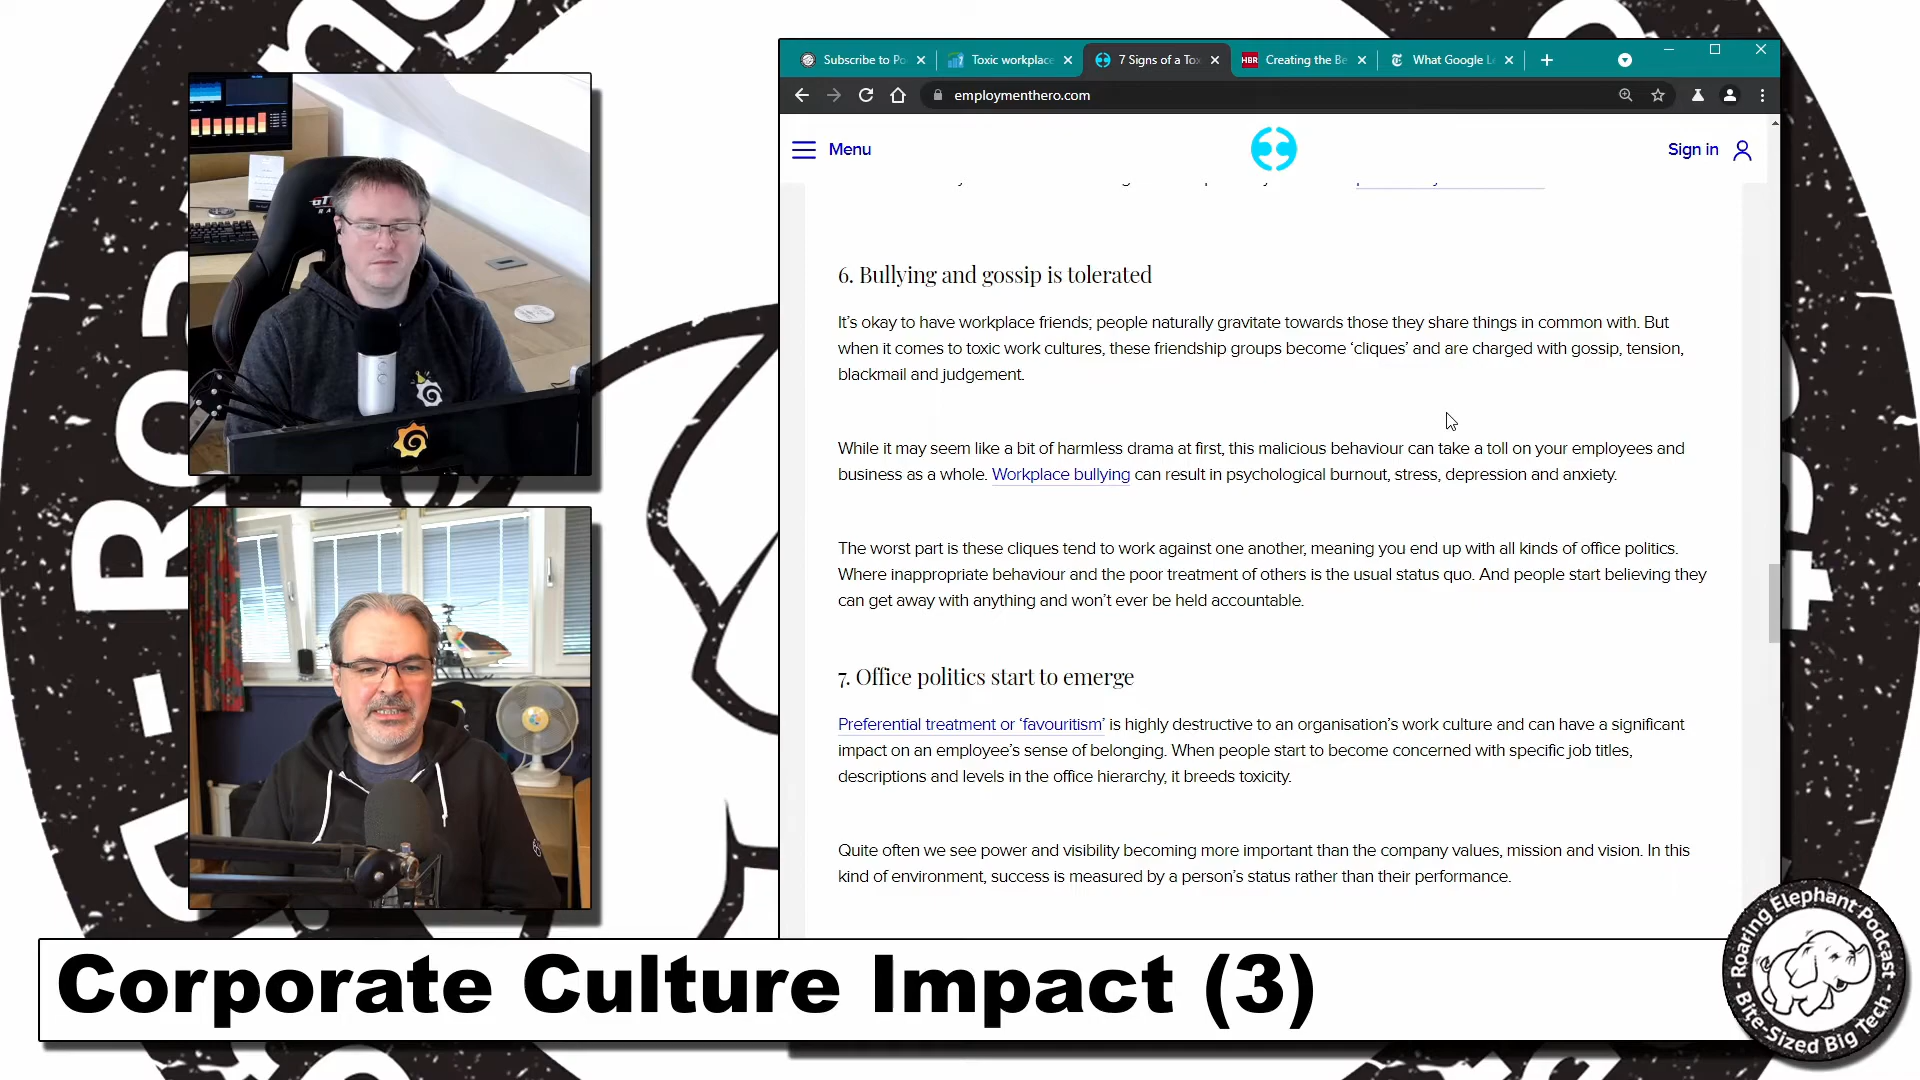 Subscribe to Po
Toxic workplace
7 Signs of a Tox
HBR
Creating the Be
What Google Le
employmenthero.com
Menu
Sign in
6. Bullying and gossip is tolerated
It’s okay to have workplace friends; people naturally gravitate towards those they share things in common with. But
when it comes to toxic work cultures, these friendship groups become ‘cliques’ and are charged with gossip, tension,
blackmail and judgement.
While it may seem like a bit of harmless drama at first, this malicious behaviour can take a toll on your employees and
business as a whole. Workplace bullying can result in psychological burnout, stress, depression and anxiety.
The worst part is these cliques tend to work against one another, meaning you end up with all kinds of office politics.
Where inappropriate behaviour and the poor treatment of others is the usual status quo. And people start believing they
can get away with anything and won’t ever be held accountable.
7. Office politics start to emerge
Preferential treatment or ‘favouritism’ is highly destructive to an organisation’s work culture and can have a significant
impact on an employee’s sense of belonging. When people start to become concerned with specific job titles,
descriptions and levels in the office hierarchy, it breeds toxicity.
Quite often we see power and visibility becoming more important than the company values, mission and vision. In this
kind of environment, success is measured by a person’s status rather than their performance.
Corporate Culture Impact (3)
- Roaring Elephant Podcast -
Bite-Sized Big Tech